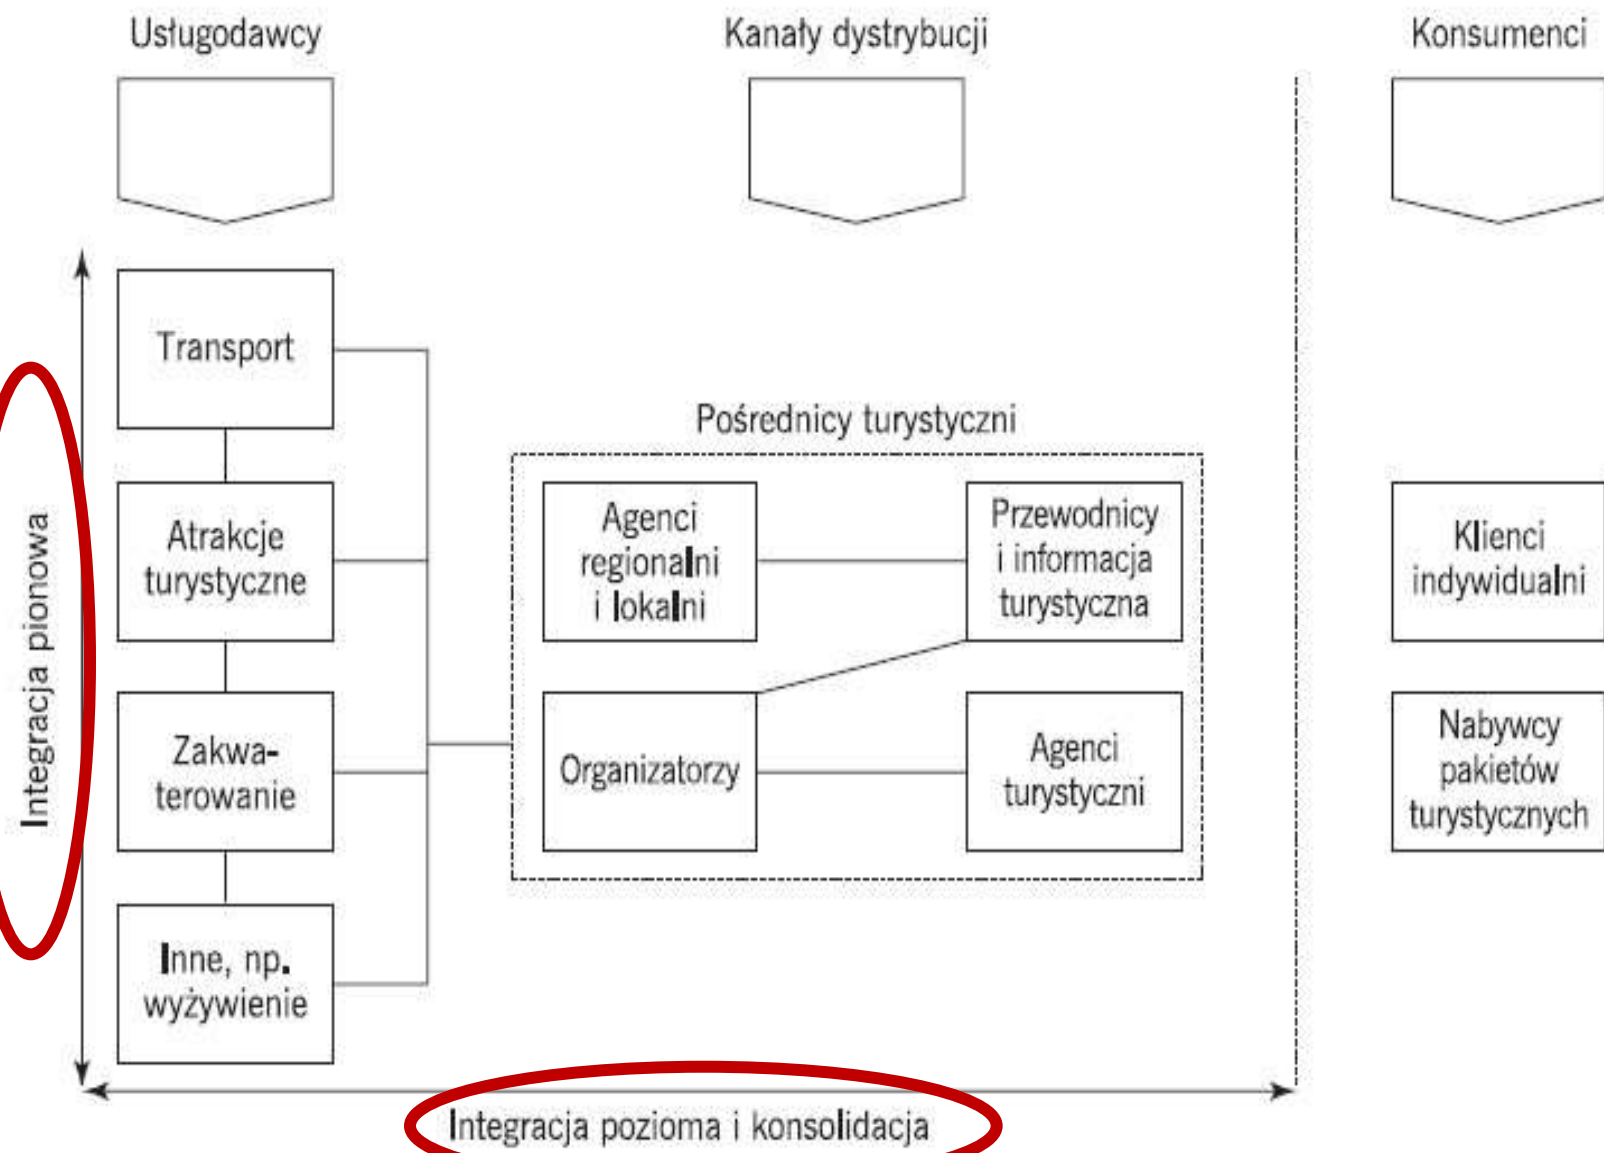 Usługodawcy
Kanały dystrybucji
Konsumenci
Transport
Atrakcje
turystyczne
Zakwa-
terowanie
Inne, np.
wyżywienie
Integracja pionowa
Pośrednicy turystyczni
Agenci
regionalni
i lokalni
Przewodnicy
i informacja
turystyczna
Organizatorzy
Agenci
turystyczni
Klienci
indywidualni
Nabywcy
pakietów
turystycznych
Integracja pozioma i konsolidacja